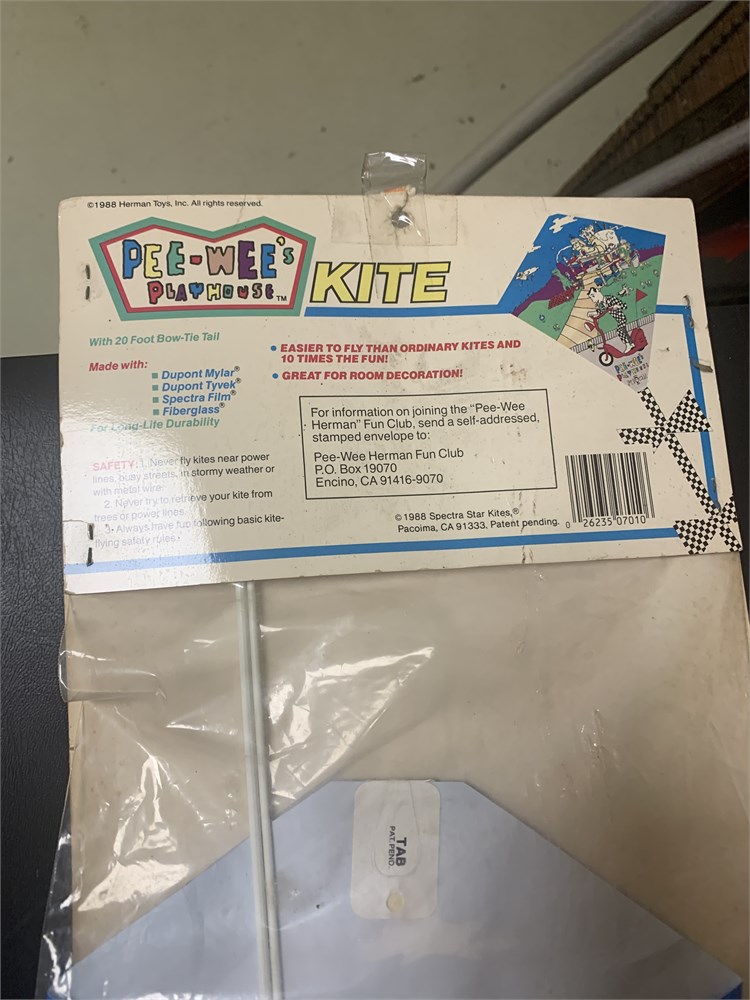 ©1988 Herman Toys, Inc. All rights reserved.
PEE-WEE's
PLAYHOUSE™
KITE
With 20 Foot Bow-Tie Tail
Made with:
Dupont Mylar®
Dupont Tyvek®
Spectra Film®
Fiberglass®
For Long-Life Durability
• EASIER TO FLY THAN ORDINARY KITES AND
10 TIMES THE FUN!
• GREAT FOR ROOM DECORATION!
For information on joining the "Pee-Wee
Herman" Fun Club, send a self-addressed,
stamped envelope to:
Pee-Wee Herman Fun Club
P.O. Box 19070
Encino, CA 91416-9070
SAFETY: 1. Never fly kites near power
lines, busy streets, in stormy weather or
with metal wire.
2. Never try to retrieve your kite from
trees or power lines.
3. Always have fun following basic kite-
flying safety rules.
©1988 Spectra Star Kites,®
Pacoima, CA 91333. Patent pending.
0 26235 07010
PEE-WEE's
PLAYHOUSE
TAB
PAT. PEND.